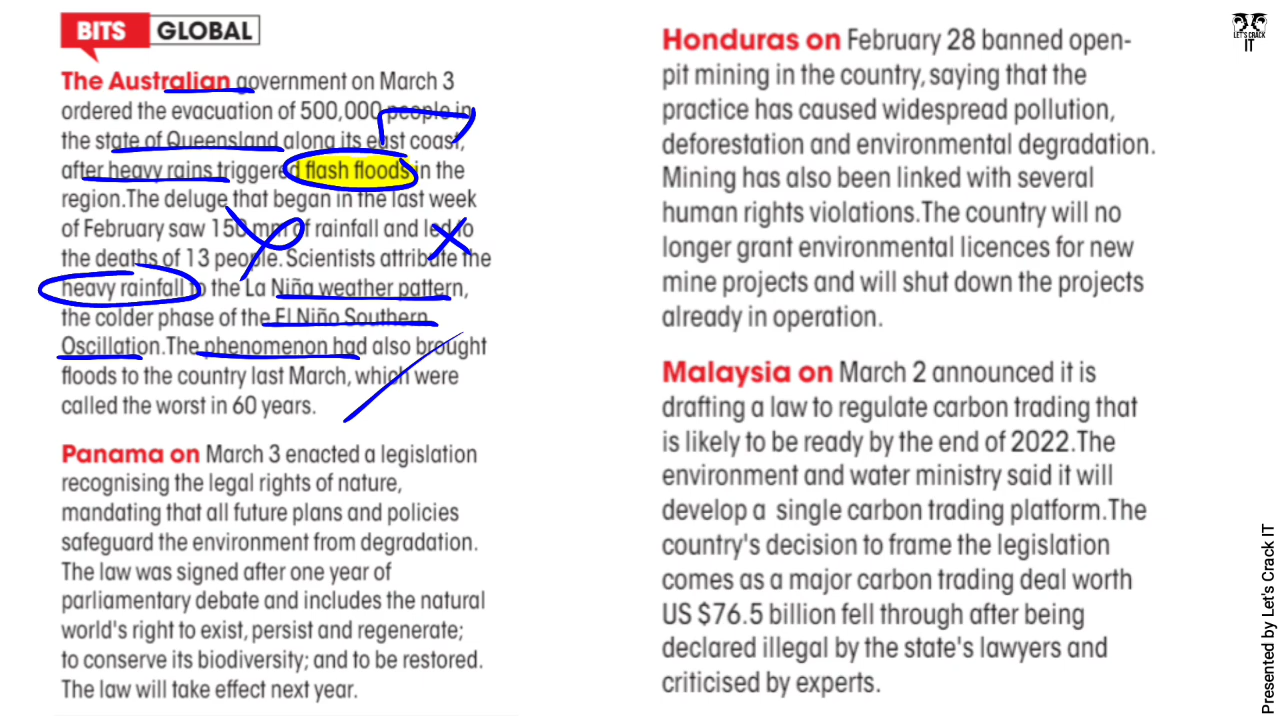 BITS GLOBAL
The Australian government on March 3
ordered the evacuation of 500,000 people in
the state of Queensland along its east coast,
after heavy rains triggered flash floods in the
region.The deluge that began in the last week
of February saw 150 mm of rainfall and led to
the deaths of 13 people. Scientists attribute the
heavy rainfall to the La Niña weather pattern,
the colder phase of the El Niño Southern
Oscillation.The phenomenon had also brought
floods to the country last March, which were
called the worst in 60 years.
Panama on March 3 enacted a legislation
recognising the legal rights of nature,
mandating that all future plans and policies
safeguard the environment from degradation.
The law was signed after one year of
parliamentary debate and includes the natural
world's right to exist, persist and regenerate;
to conserve its biodiversity; and to be restored.
The law will take effect next year.
Honduras on February 28 banned open-
pit mining in the country, saying that the
practice has caused widespread pollution,
deforestation and environmental degradation.
Mining has also been linked with several
human rights violations.The country will no
longer grant environmental licences for new
mine projects and will shut down the projects
already in operation.
Malaysia on March 2 announced it is
drafting a law to regulate carbon trading that
is likely to be ready by the end of 2022.The
environment and water ministry said it will
develop a single carbon trading platform.The
country's decision to frame the legislation
comes as a major carbon trading deal worth
US $76.5 billion fell through after being
declared illegal by the state's lawyers and
criticised by experts.
LET'S CRACK
IT
Presented by Let's Crack IT